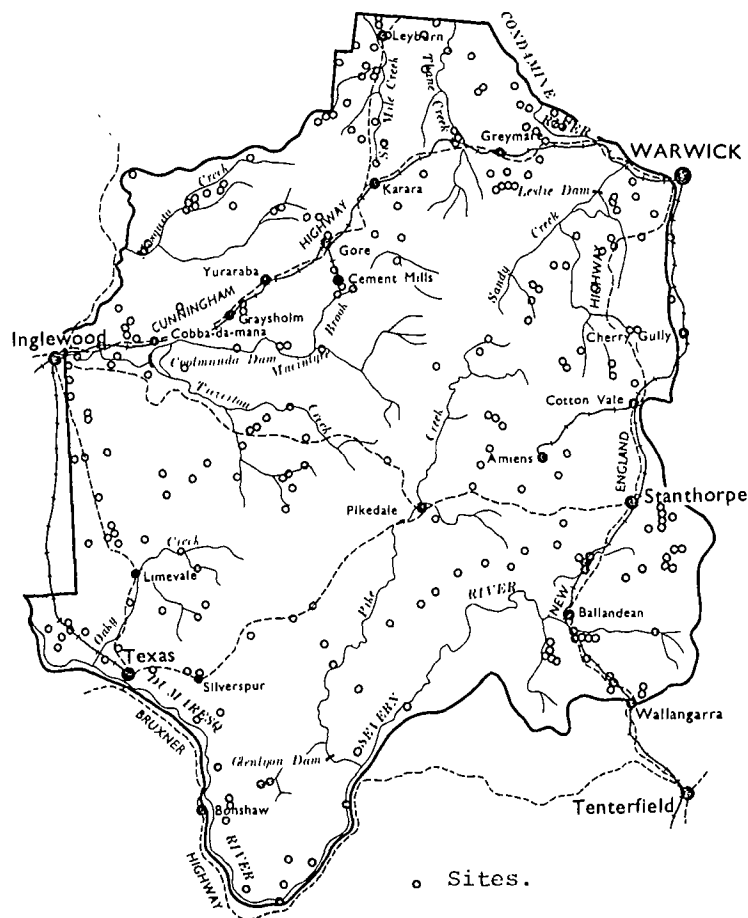 Leyburn
CONDAMINE
RIVER
Thane
Creek
Mile Creek
Greymare
WARWICK
Karara
Leslie Dam
Creek
Creek
HIGHWAY
Gore
HIGHWAY
Sandy
Yuraraba
Cement Mills
CUNNINGHAM
Graysholm
Brook
Inglewood
Cobba-da-mana
Coolmunda Dam
Macintyre
Cherry Gully
Creek
Cotton Vale
Creek
Amiens
ENGLAND
Stanthorpe
Pikedale
Creek
Limevale
Pike
RIVER
NEW
Ballandean
Oaky
Texas
Silverspur
DUMARESQ
SEVERN
Wallangarra
BRUXNER
Glenlyon Dam
Bonshaw
Tenterfield
RIVER
HIGHWAY
Sites.